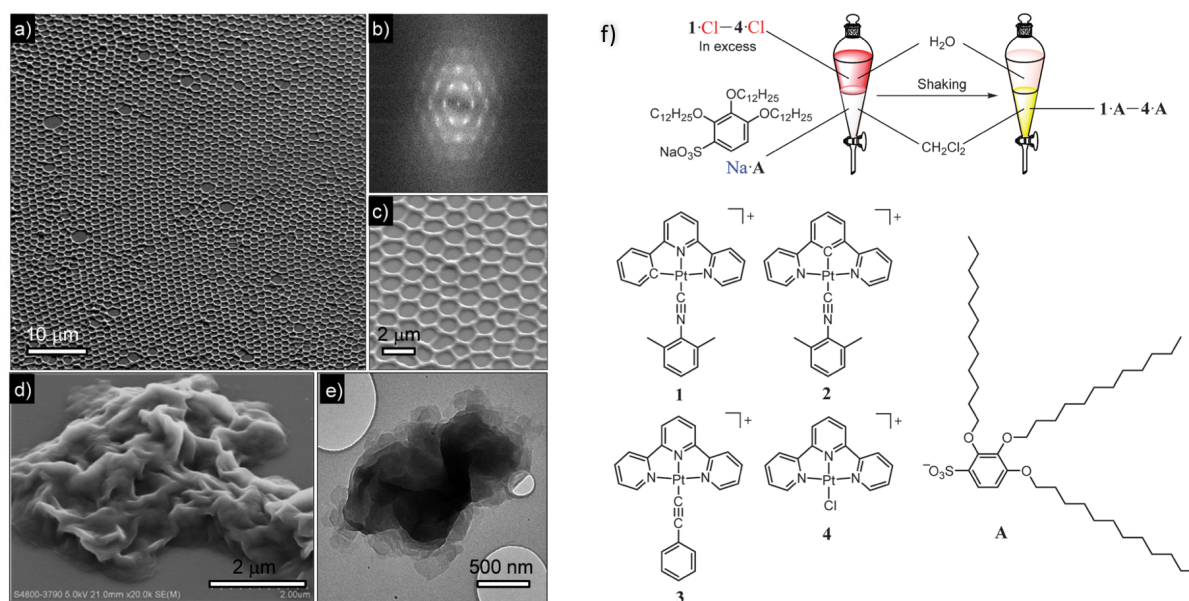 a)
10 μm
b)
c)
2 μm
d)
S4800-3790 5.0kV 21.0mm x20.0k SE(M)
2 μm
2.00um
e)
500 nm
f)
1·Cl—4·Cl
In excess
H₂O
Shaking
OC₁₂H₂₅
C₁₂H₂₅O
OC₁₂H₂₅
NaO₃S
Na·A
CH₂Cl₂
1·A—4·A
+
N
C Pt N
C
N
1
+
C
N Pt N
C
N
2
+
N
N Pt N
C
C
3
+
N
N Pt N
Cl
4
O
O
⁻O₃S
O
A